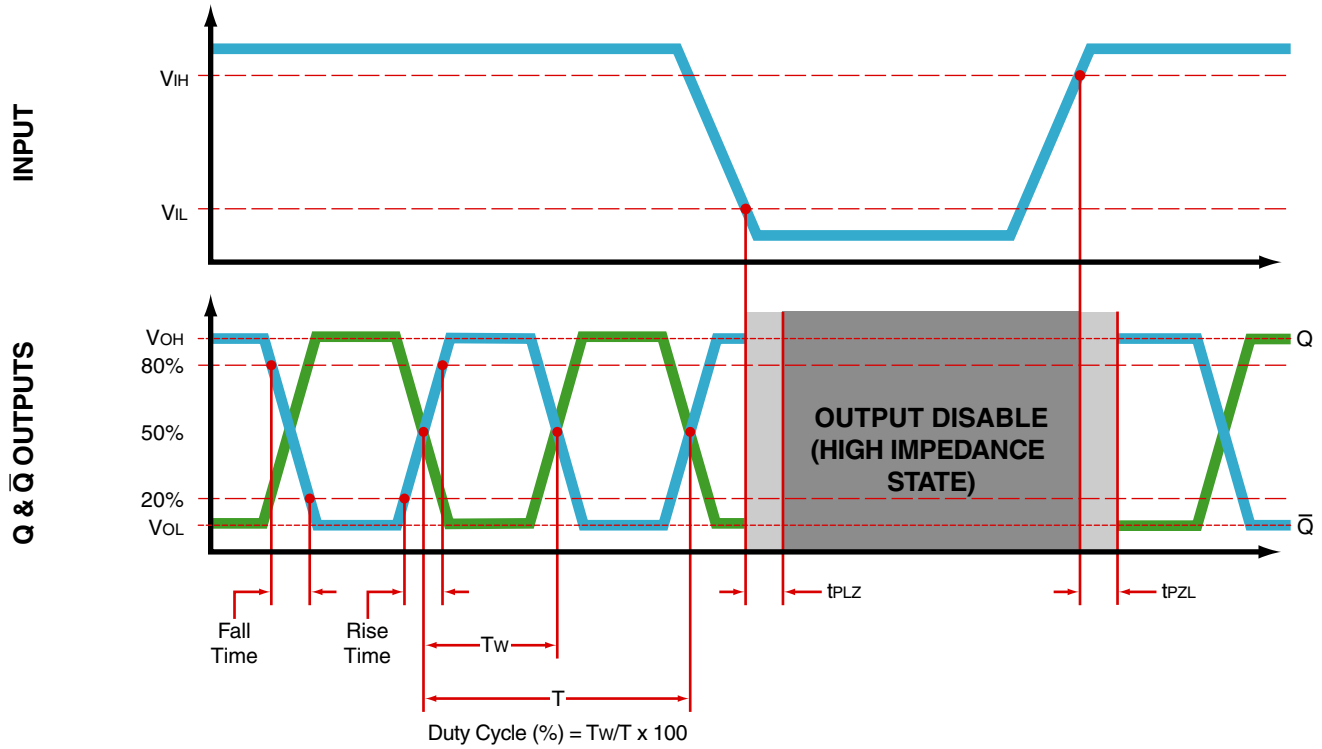 INPUT
VIH
VIL
Q & Q̅ OUTPUTS
VOH
80%
50%
20%
VOL
OUTPUT DISABLE
(HIGH IMPEDANCE
STATE)
Q
Q̅
Fall
Time
Rise
Time
tPLZ
tPZL
TW
T
Duty Cycle (%) = TW/T x 100